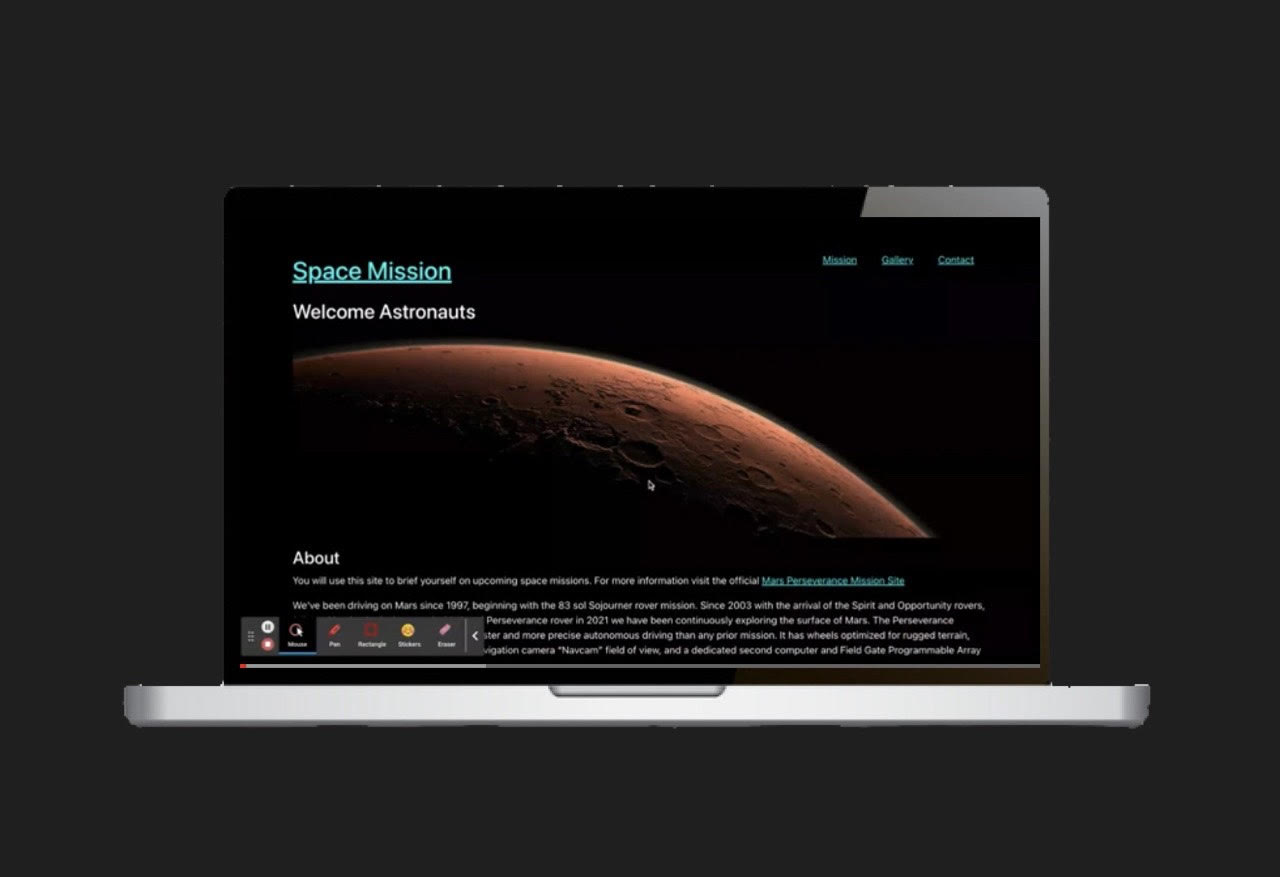 Space Mission
Mission Gallery Contact
Welcome Astronauts
About
You will use this site to brief yourself on upcoming space missions. For more information visit the official Mars Perseverance Mission Site
We've been driving on Mars since 1997, beginning with the 83 sol Sojourner rover mission. Since 2003 with the arrival of the Spirit and Opportunity rovers,
Perseverance rover in 2021 we have been continuously exploring the surface of Mars. The Perseverance
ster and more precise autonomous driving than any prior mission. It has wheels optimized for rugged terrain,
vigation camera “Navcam” field of view, and a dedicated second computer and Field Gate Programmable Array
Mouse Pen Rectangle Stickers Eraser